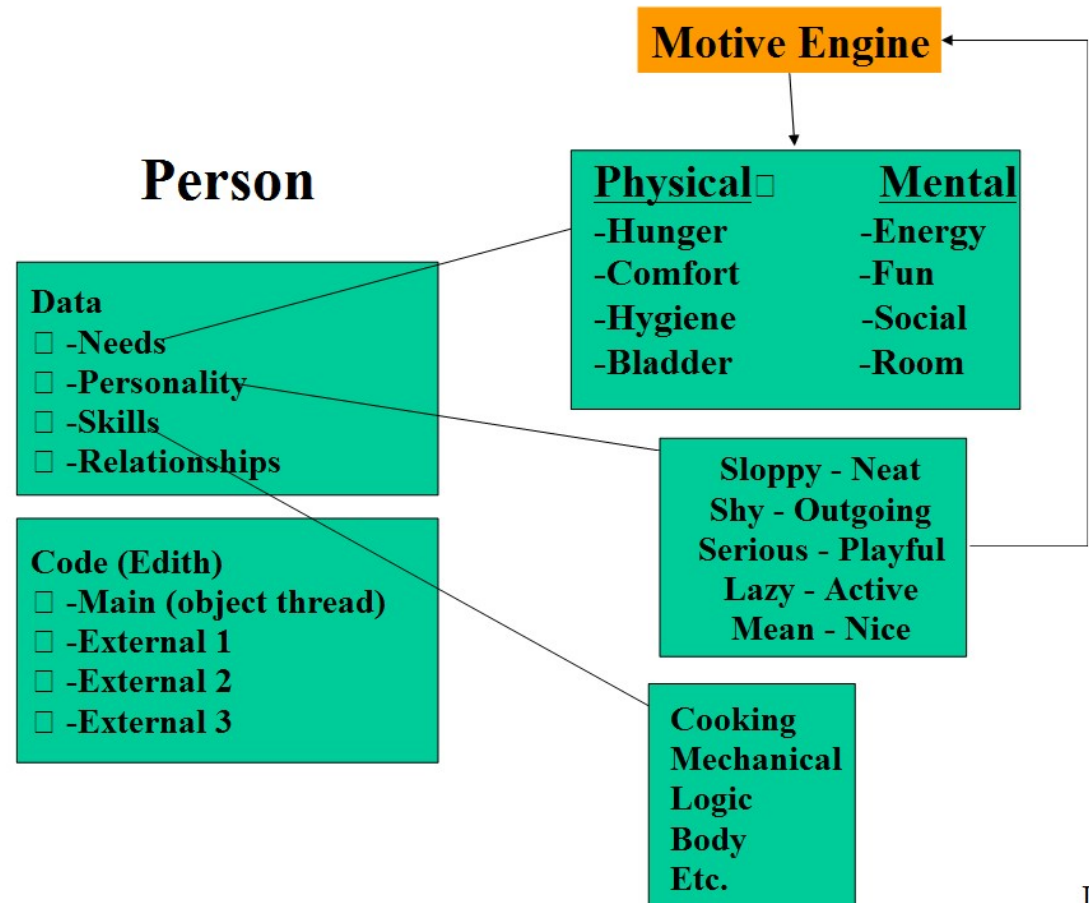 Motive Engine
Person
Physical□ Mental
-Hunger -Energy
-Comfort -Fun
-Hygiene -Social
-Bladder -Room
Data
□ -Needs
□ -Personality
□ -Skills
□ -Relationships
Sloppy - Neat
Shy - Outgoing
Serious - Playful
Lazy - Active
Mean - Nice
Code (Edith)
□ -Main (object thread)
□ -External 1
□ -External 2
□ -External 3
Cooking
Mechanical
Logic
Body
Etc.